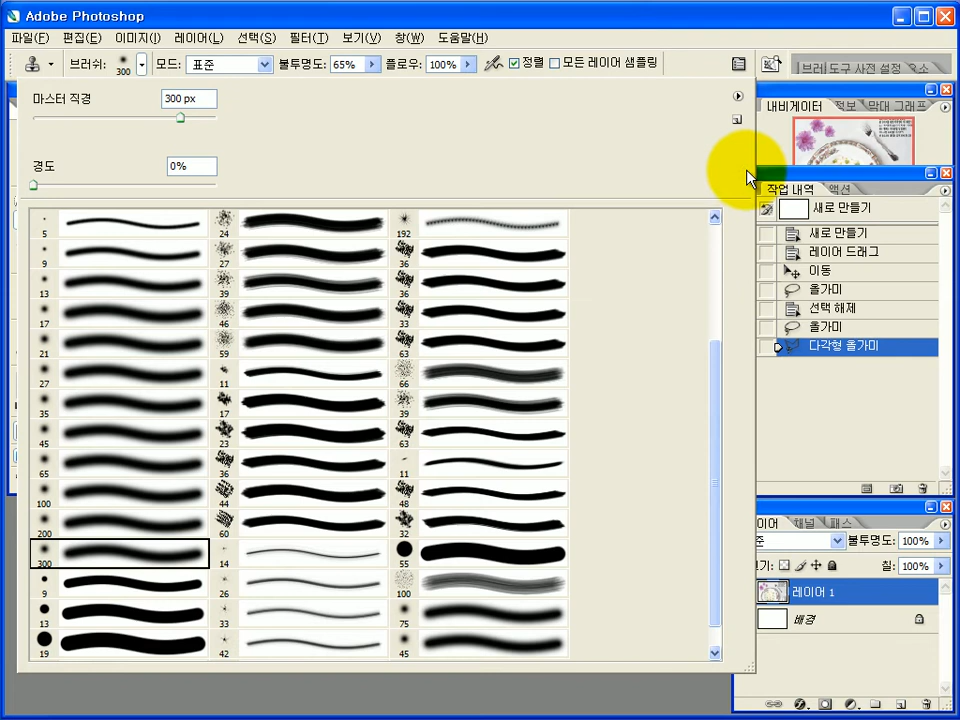 Adobe Photoshop
파일(F) 편집(E) 이미지(I) 레이어(L) 선택(S) 필터(T) 보기(V) 창(W) 도움말(H)
브러쉬: 300 모드: 표준 불투명도: 65% 플로우: 100% 정렬 모든 레이어 샘플링
브러 도구 사전 설정 요소
마스터 직경 300 px
경도 0%
내비게이터 정보 막대 그래프
작업 내역 액션
새로 만들기
새로 만들기
레이어 드래그
이동
올가미
선택 해제
올가미
다각형 올가미
5 24 192
9 27 36
13 39 36
17 46 33
21 59 63
27 11 66
35 17 39
45 23 63
65 36 11
100 44 48
200 60 32
300 14 55
9 26 100
13 33 75
19 42 45
이어 채널 패스
준 불투명도: 100%
기: 칠: 100%
레이어 1
배경